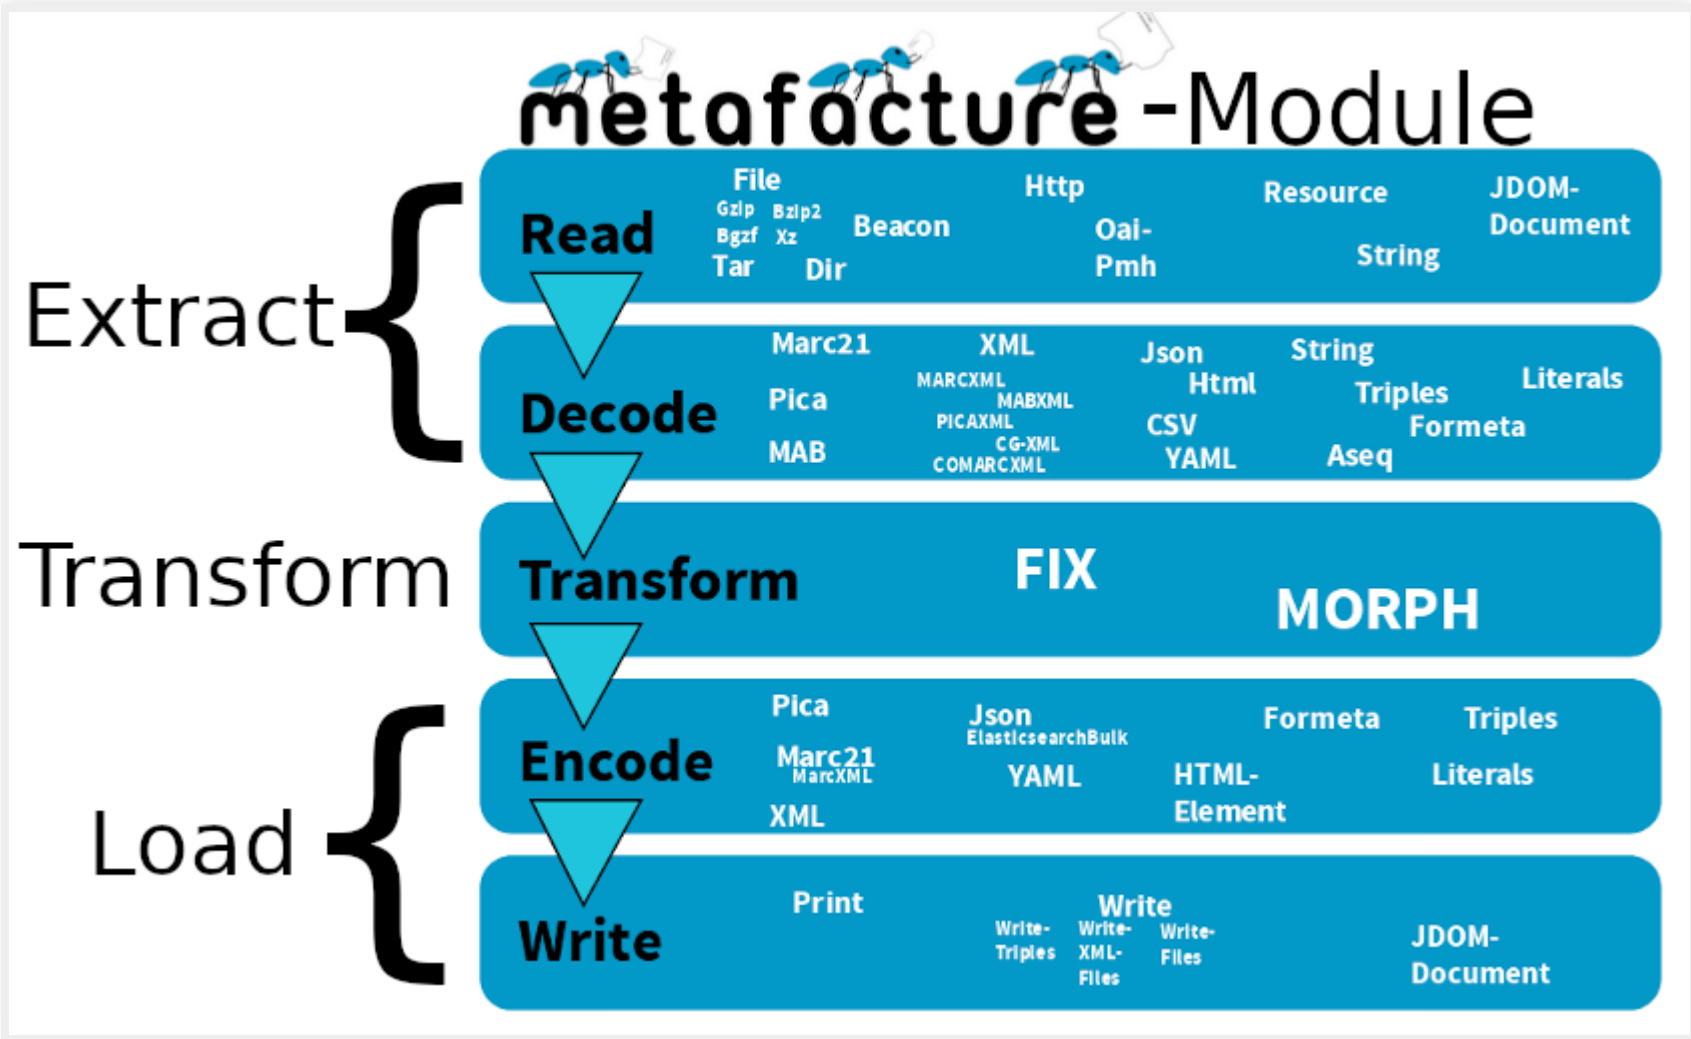 metafacture -Module
Extract
Read
File
Gzip Bzip2
Bgzf Xz
Tar Dir
Beacon
Http
Oai-
Pmh
Resource
String
JDOM-
Document
Decode
Marc21
Pica
MAB
XML
MARCXML
MABXML
PICAXML
CG-XML
COMARCXML
Json
Html
CSV
YAML
String
Triples
Formeta
Aseq
Literals
Transform
Transform
FIX
MORPH
Load
Encode
Pica
Marc21
MarcXML
XML
Json
ElasticsearchBulk
YAML
HTML-
Element
Formeta
Triples
Literals
Write
Print
Write
Write-
Triples
Write-
XML-
Files
Write-
Files
JDOM-
Document